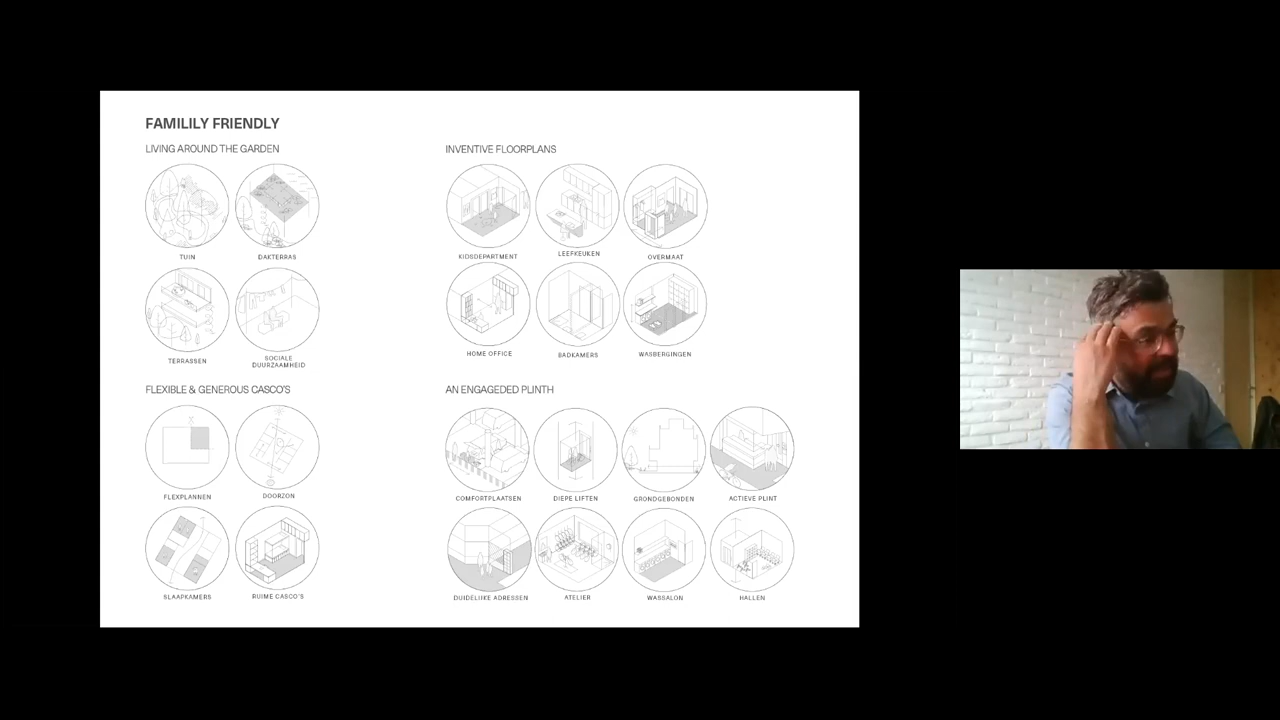 FAMILILY FRIENDLY
LIVING AROUND THE GARDEN
TUIN
DAKTERRAS
TERRASSEN
SOCIALE
DUURZAAMHEID
INVENTIVE FLOORPLANS
KIDSDEPARTMENT
LEEFKEUKEN
OVERMAAT
HOME OFFICE
BADKAMERS
WASBERGINGEN
FLEXIBLE & GENEROUS CASCO'S
FLEXPLANNEN
DOORZON
SLAAPKAMERS
RUIME CASCO'S
AN ENGAGEDED PLINTH
COMFORTPLAATSEN
DIEPE LIFTEN
GRONDGEBONDEN
ACTIEVE PLINT
DUIDELIJKE ADRESSEN
ATELIER
WASSALON
HALLEN